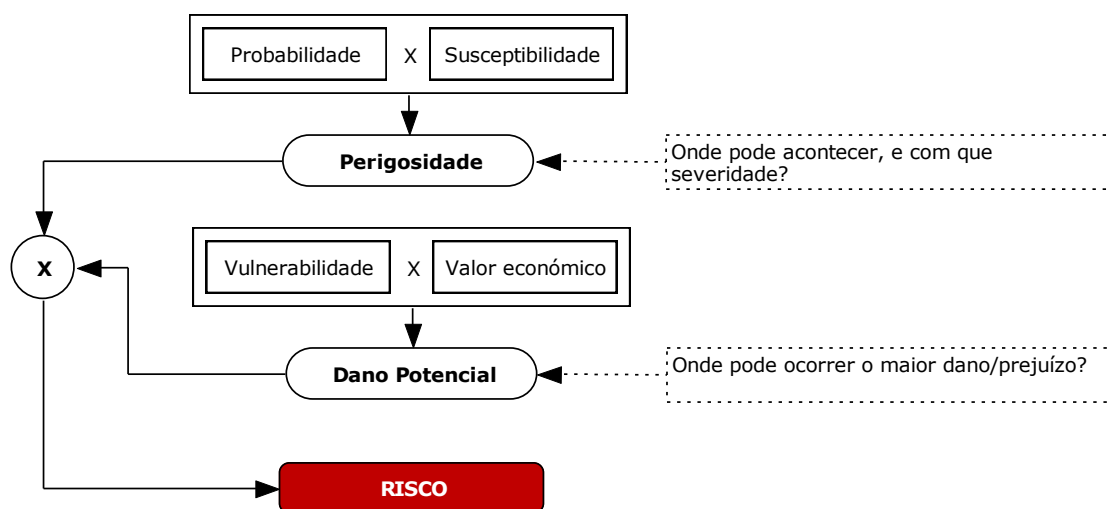 Probabilidade X Susceptibilidade
Perigosidade
Onde pode acontecer, e com que
severidade?
X
Vulnerabilidade X Valor económico
Dano Potencial
Onde pode ocorrer o maior dano/prejuízo?
RISCO